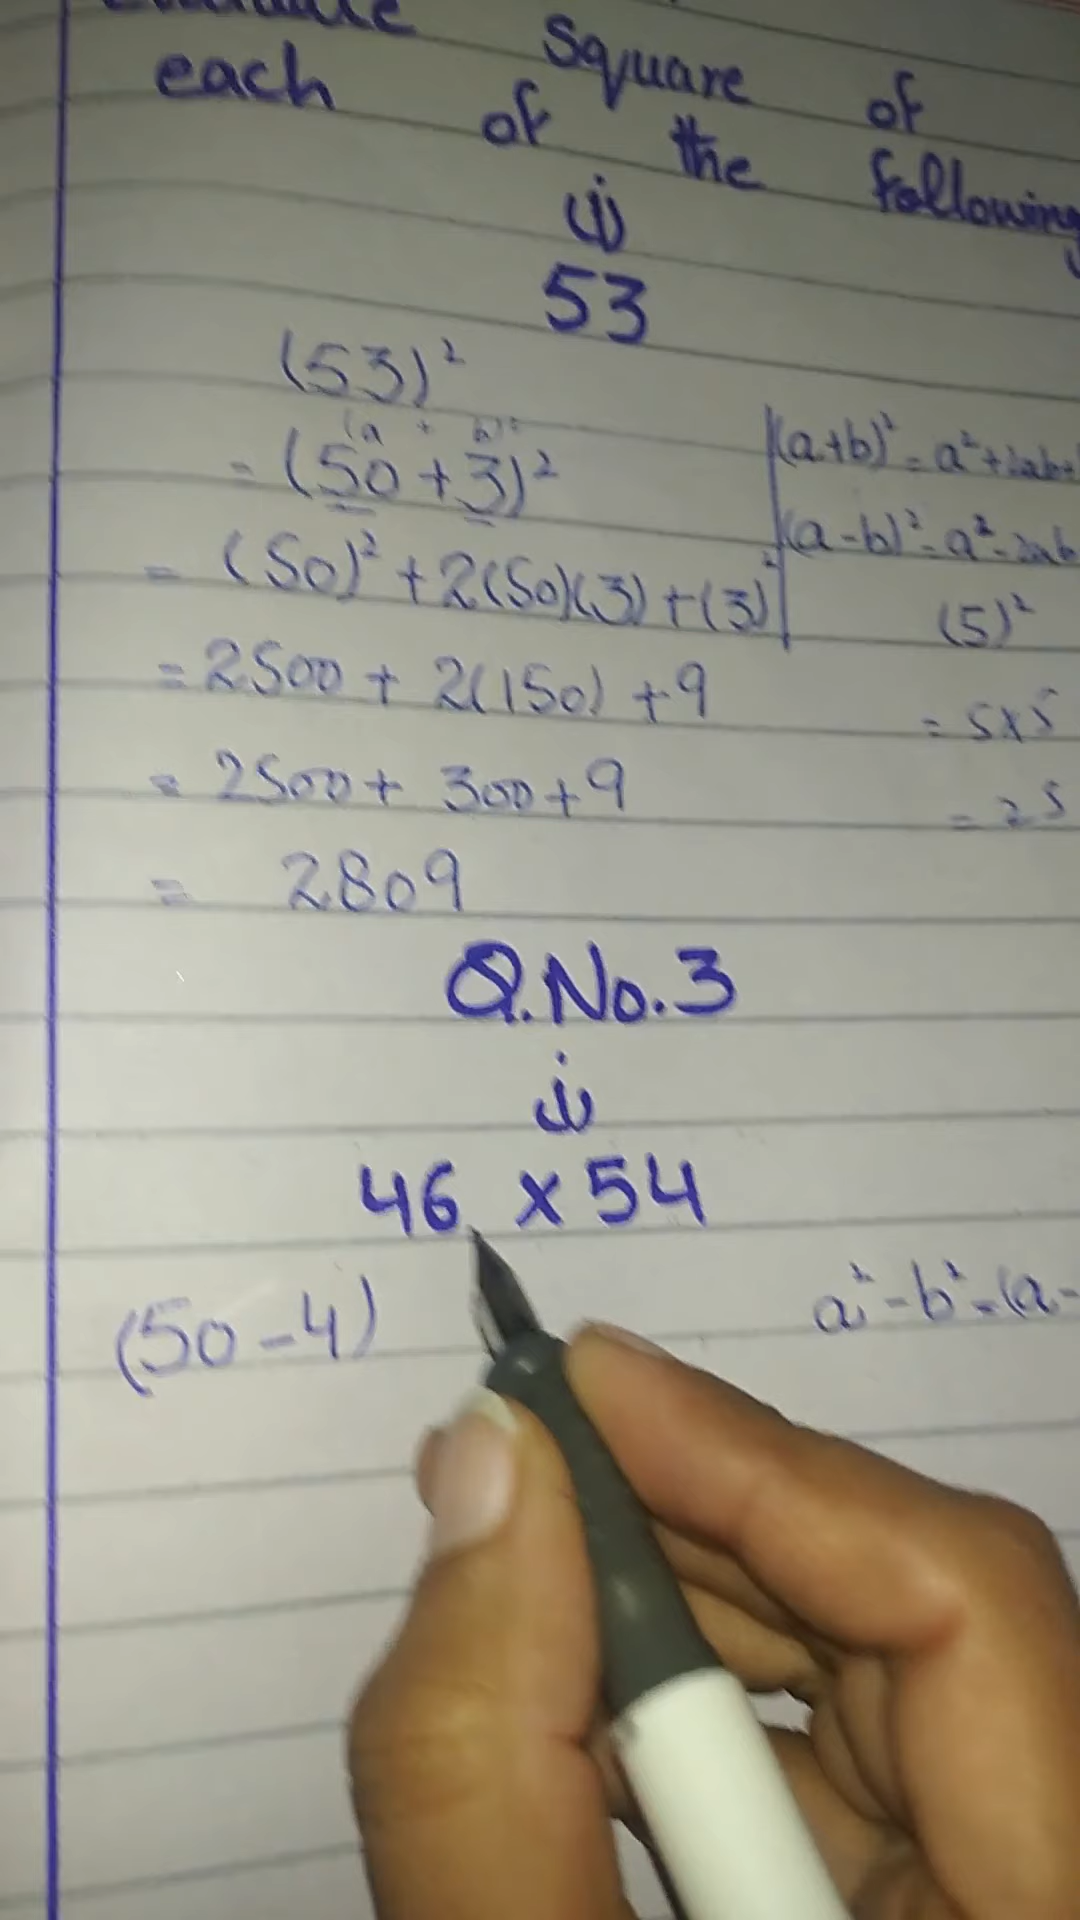 square of
each of the following
(i)
53
(53)²
(a + b)²
= (50 + 3)²
= (50)² + 2(50)(3) + (3)²
= 2500 + 2(150) + 9
= 2500 + 300 + 9
= 2809
(a+b)² = a² + 2ab +
(a-b)² = a² - 2ab
(5)²
= 5x5
= 25
Q.No.3
(i)
46 x 54
(50 - 4)
a² - b² = (a -